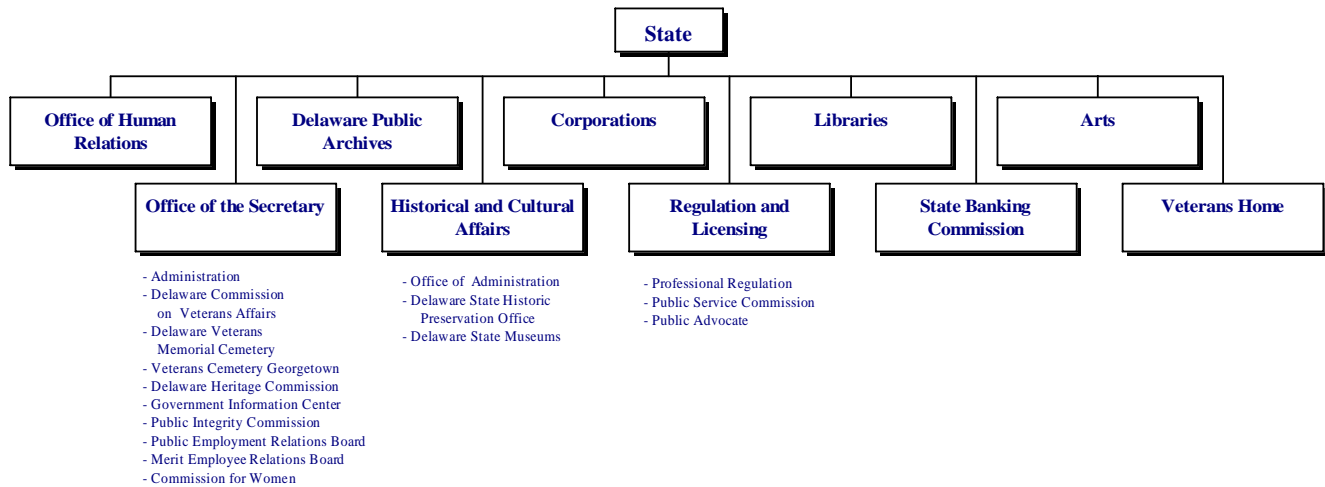 State
Office of Human
Relations
Delaware Public
Archives
Corporations
Libraries
Arts
Office of the Secretary
Historical and Cultural
Affairs
Regulation and
Licensing
State Banking
Commission
Veterans Home
- Administration
- Delaware Commission
on Veterans Affairs
- Delaware Veterans
Memorial Cemetery
- Veterans Cemetery Georgetown
- Delaware Heritage Commission
- Government Information Center
- Public Integrity Commission
- Public Employment Relations Board
- Merit Employee Relations Board
- Commission for Women
- Office of Administration
- Delaware State Historic
Preservation Office
- Delaware State Museums
- Professional Regulation
- Public Service Commission
- Public Advocate